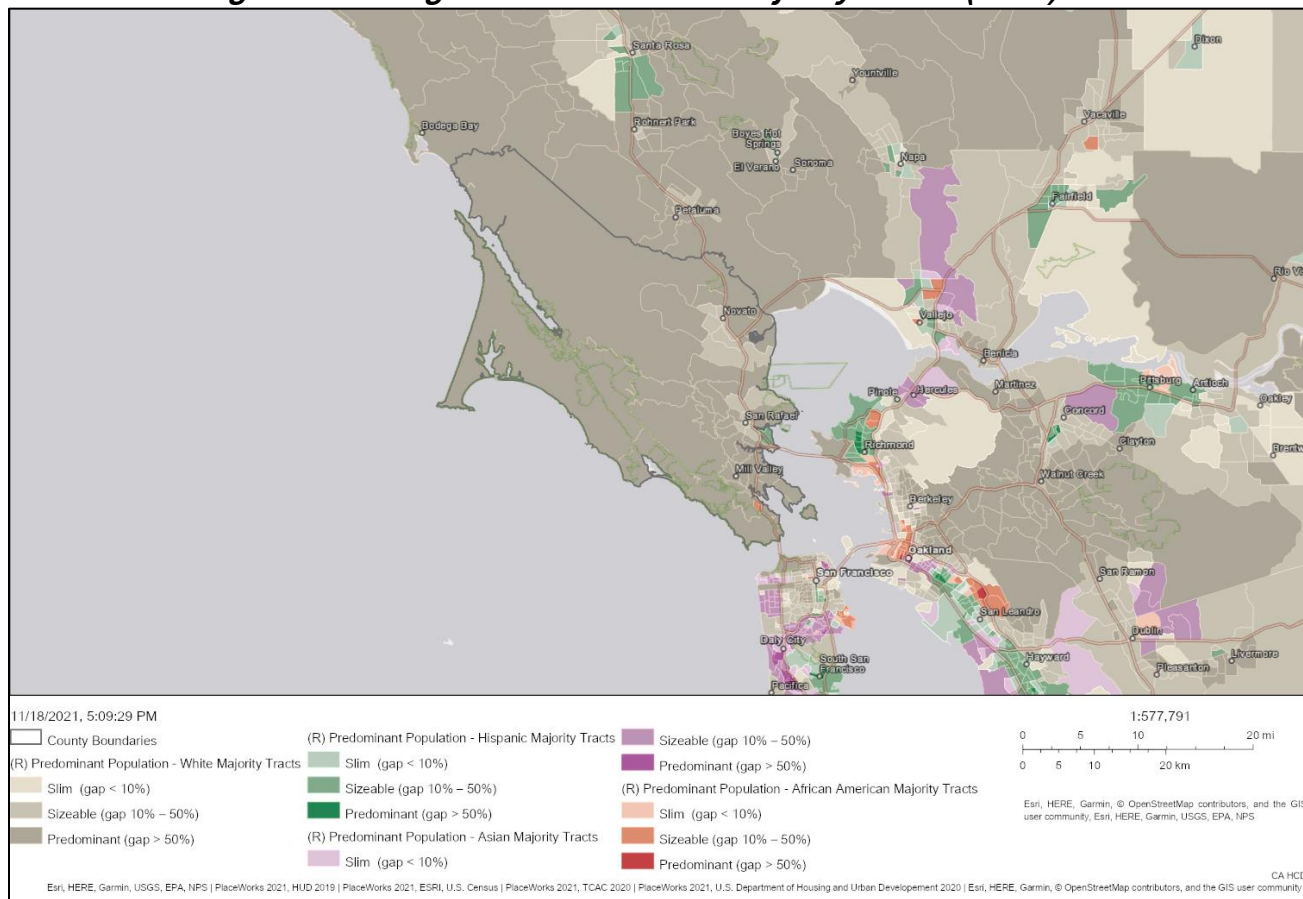 Santa Rosa
Dixon
Yountville
Vacaville
Bodega Bay
Rohnert Park
Boyes Hot
Springs
El Verano
Sonoma
Napa
Fairfield
Petaluma
Rio Vi
Novato
Vallejo
Benicia
Pinole
Hercules
Martinez
Pittsburg
Antioch
Oakley
San Rafael
Concord
Richmond
Clayton
Brentw
Mill Valley
Walnut Creek
Berkeley
Oakland
San Francisco
San Ramon
San Leandro
Daly City
Dublin
South San
Francisco
Hayward
Livermore
Pleasanton
Pacifica
11/18/2021, 5:09:29 PM
County Boundaries
(R) Predominant Population - White Majority Tracts
Slim (gap < 10%)
Sizeable (gap 10% – 50%)
Predominant (gap > 50%)
(R) Predominant Population - Hispanic Majority Tracts
Slim (gap < 10%)
Sizeable (gap 10% – 50%)
Predominant (gap > 50%)
(R) Predominant Population - Asian Majority Tracts
Slim (gap < 10%)
Sizeable (gap 10% – 50%)
Predominant (gap > 50%)
(R) Predominant Population - African American Majority Tracts
Slim (gap < 10%)
Sizeable (gap 10% – 50%)
Predominant (gap > 50%)
1:577,791
0 5 10 20 mi
0 5 10 20 km
Esri, HERE, Garmin, © OpenStreetMap contributors, and the GIS
user community, Esri, HERE, Garmin, USGS, EPA, NPS
CA HCD
Esri, HERE, Garmin, USGS, EPA, NPS | PlaceWorks 2021, HUD 2019 | PlaceWorks 2021, ESRI, U.S. Census | PlaceWorks 2021, TCAC 2020 | PlaceWorks 2021, U.S. Department of Housing and Urban Developement 2020 | Esri, HERE, Garmin, © OpenStreetMap contributors, and the GIS user community